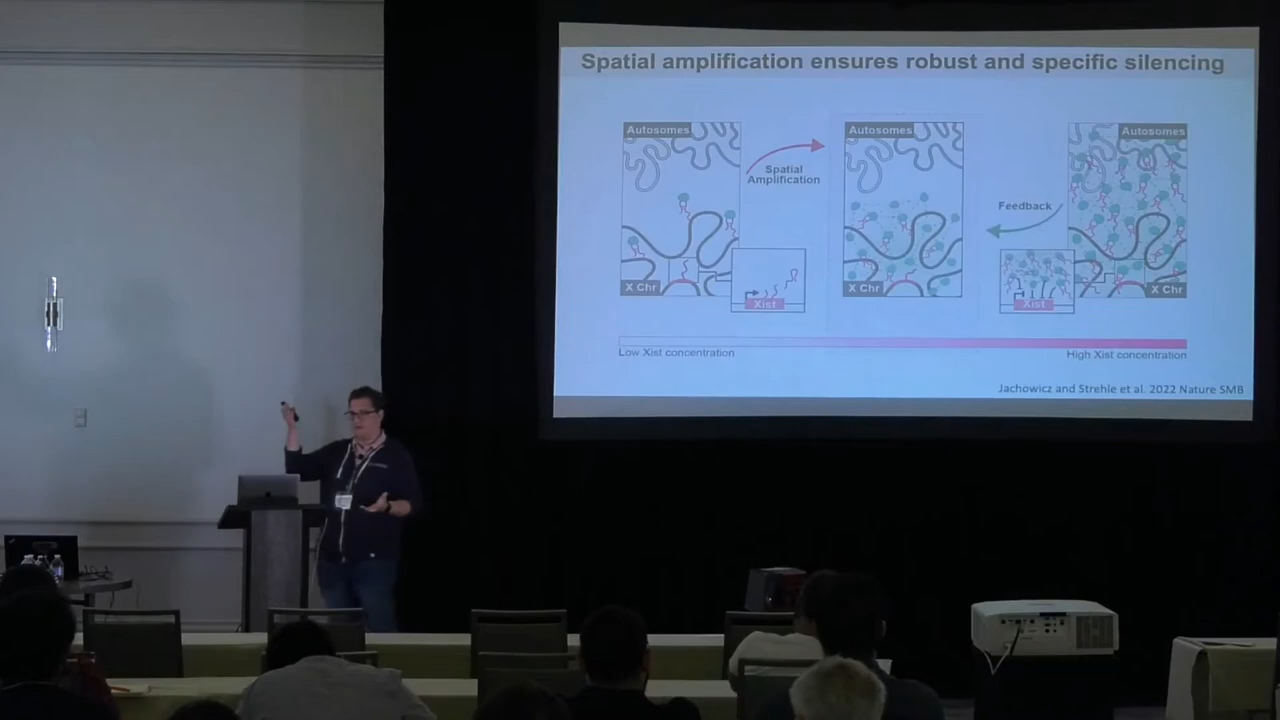 Spatial amplification ensures robust and specific silencing
Autosomes
Spatial
Amplification
X Chr
Xist
Autosomes
X Chr
Feedback
Autosomes
Xist
X Chr
Low Xist concentration
High Xist concentration
Jachowicz and Strehle et al. 2022 Nature SMB